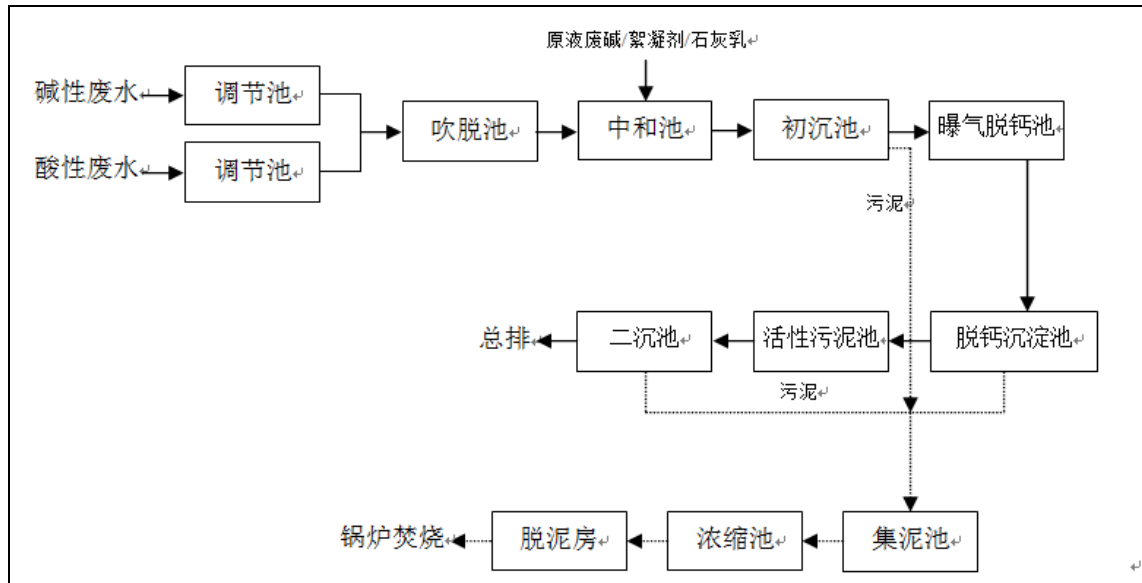 原液废碱/絮凝剂/石灰乳
碱性废水
调节池
吹脱池
中和池
初沉池
曝气脱钙池
酸性废水
调节池
污泥
总排
二沉池
活性污泥池
脱钙沉淀池
污泥
锅炉焚烧
脱泥房
浓缩池
集泥池